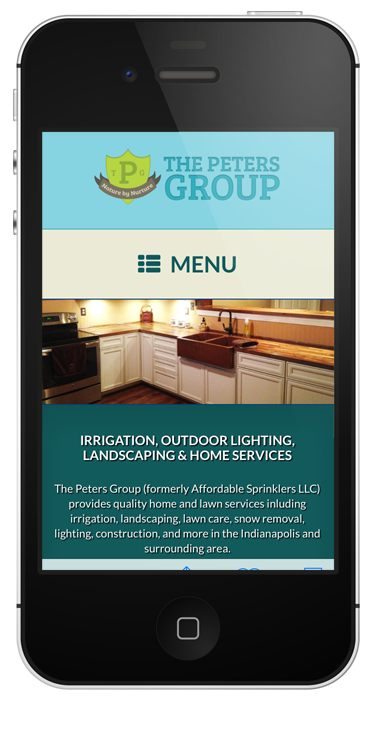 T P G
Nature by Nurture
THE PETERS
GROUP
MENU
IRRIGATION, OUTDOOR LIGHTING,
LANDSCAPING & HOME SERVICES
The Peters Group (formerly Affordable Sprinklers LLC)
provides quality home and lawn services inluding
irrigation, landscaping, lawn care, snow removal,
lighting, construction, and more in the Indianapolis and
surrounding area.